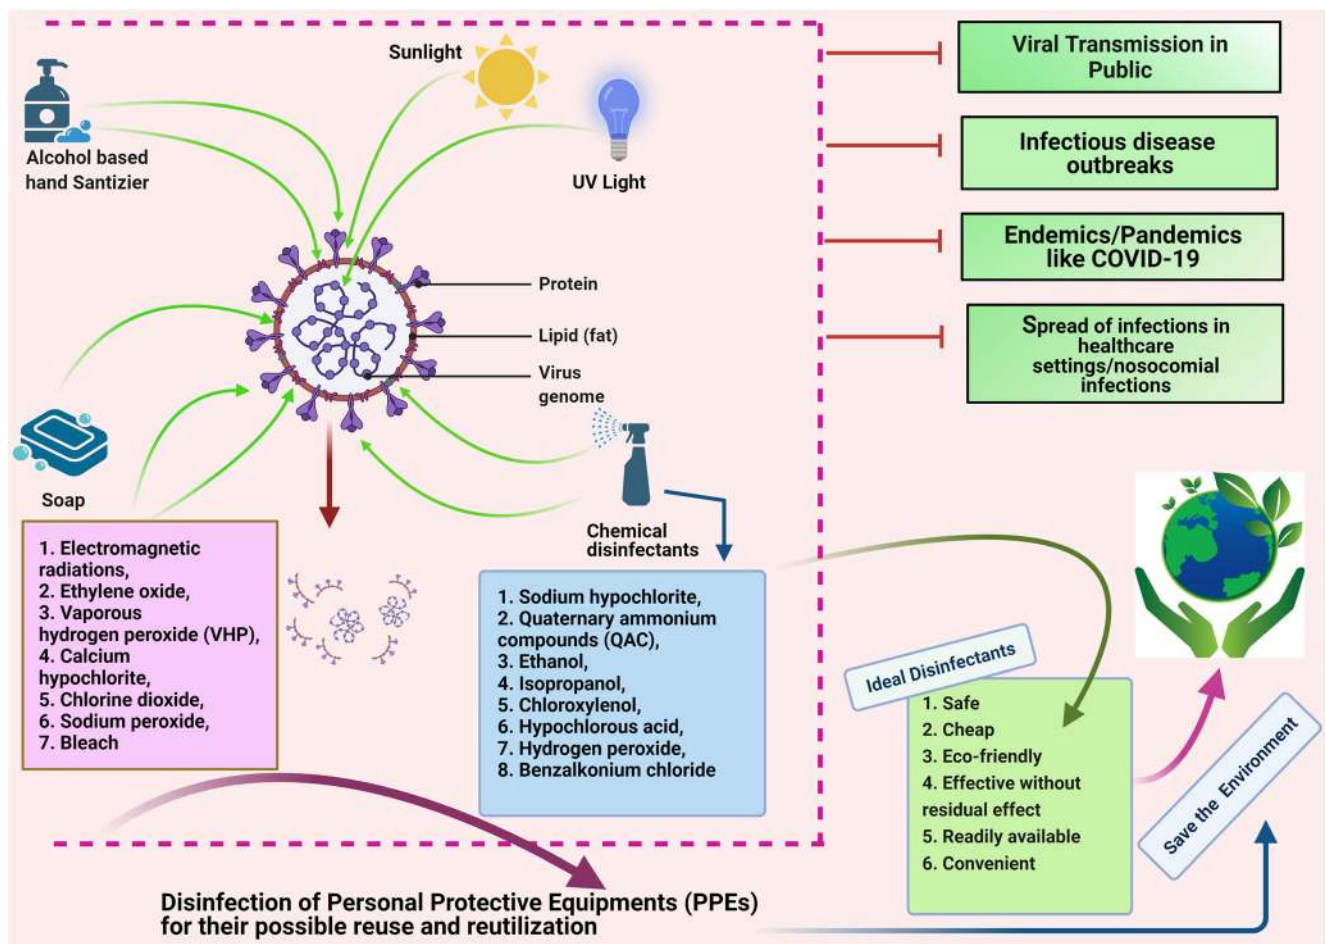 Sunlight
Alcohol based
hand Santizier
UV Light
Protein
Lipid (fat)
Virus
genome
Soap
Chemical
disinfectants
1. Electromagnetic
radiations,
2. Ethylene oxide,
3. Vaporous
hydrogen peroxide (VHP),
4. Calcium
hypochlorite,
5. Chlorine dioxide,
6. Sodium peroxide,
7. Bleach
1. Sodium hypochlorite,
2. Quaternary ammonium
compounds (QAC),
3. Ethanol,
4. Isopropanol,
5. Chloroxylenol,
6. Hypochlorous acid,
7. Hydrogen peroxide,
8. Benzalkonium chloride
Viral Transmission in
Public
Infectious disease
outbreaks
Endemics/Pandemics
like COVID-19
Spread of infections in
healthcare
settings/nosocomial
infections
Ideal Disinfectants
1. Safe
2. Cheap
3. Eco-friendly
4. Effective without
residual effect
5. Readily available
6. Convenient
Save the Environment
Disinfection of Personal Protective Equipments (PPEs)
for their possible reuse and reutilization